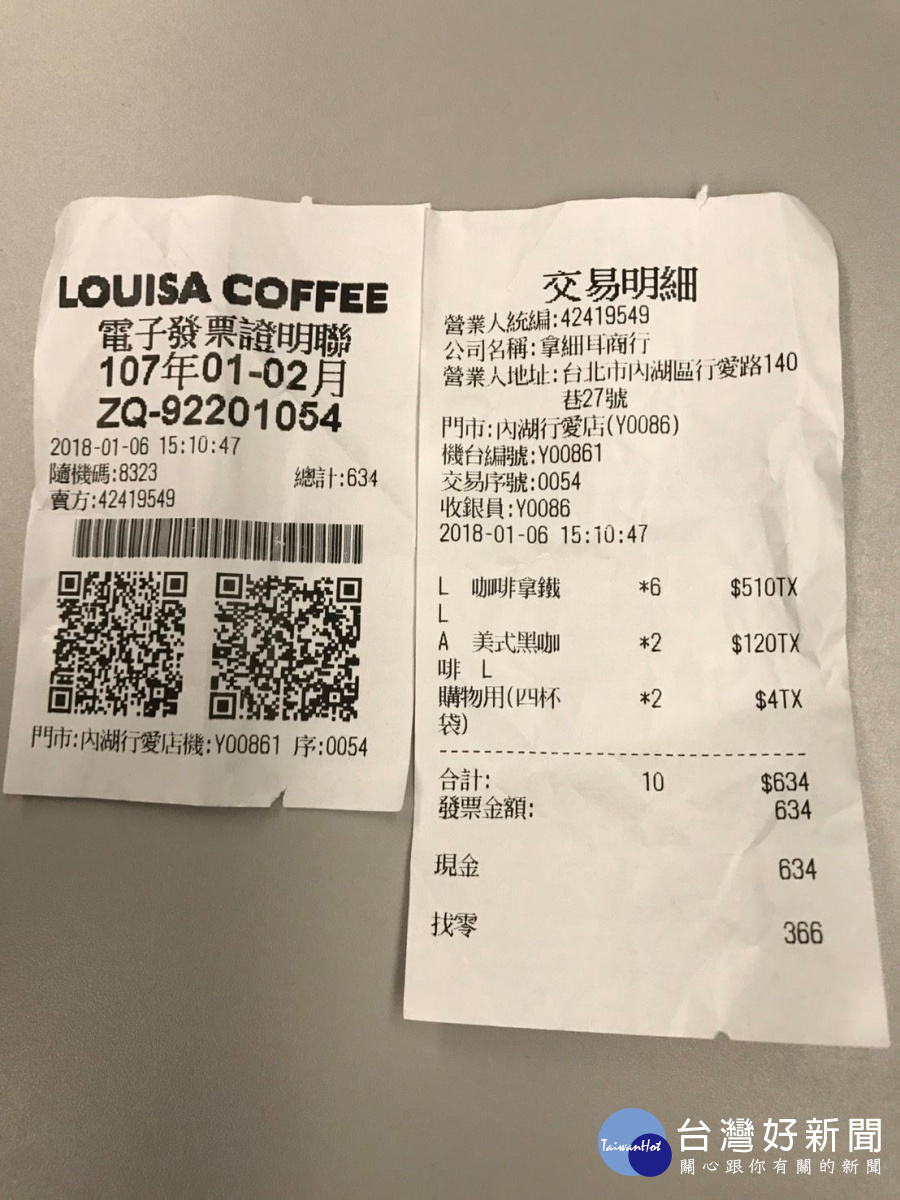 LOUISA COFFEE
電子發票證明聯
107年01-02月
ZQ-92201054
2018-01-06 15:10:47
隨機碼:8323 總計:634
賣方:42419549
門市:內湖行愛店機:Y00861 序:0054
交易明細
營業人統編:42419549
公司名稱:拿細耳商行
營業人地址:台北市內湖區行愛路140
巷27號
門市:內湖行愛店(Y0086)
機台編號:Y00861
交易序號:0054
收銀員:Y0086
2018-01-06 15:10:47
L 咖啡拿鐵 *6 $510TX
L
A 美式黑咖 *2 $120TX
啡 L
購物用(四杯 *2 $4TX
袋)
合計: 10 $634
發票金額: 634
現金 634
找零 366
TaiwanHot
台灣好新聞
關心跟你有關的新聞